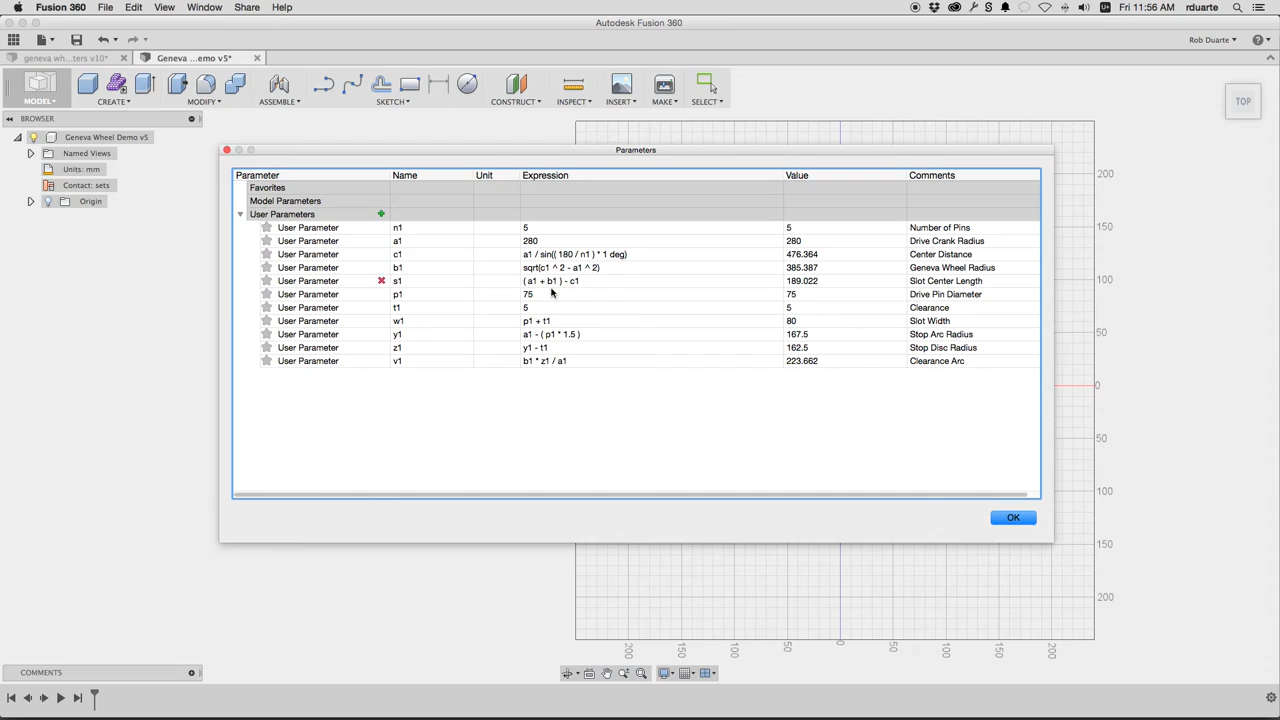 Fusion 360 File Edit View Window Share Help Fri 11:56 AM rduarte
Autodesk Fusion 360
Rob Duarte
geneva wh...ters v10* Geneva ...emo v5*
MODEL CREATE MODIFY ASSEMBLE SKETCH CONSTRUCT INSPECT INSERT MAKE SELECT
TOP
BROWSER
Geneva Wheel Demo v5
Named Views
Units: mm
Contact: sets
Origin
Parameters
Parameter Name Unit Expression Value Comments
Favorites
Model Parameters
User Parameters
User Parameter n1 5 5 Number of Pins
User Parameter a1 280 280 Drive Crank Radius
User Parameter c1 a1 / sin(( 180 / n1 ) * 1 deg) 476.364 Center Distance
User Parameter b1 sqrt(c1 ^ 2 - a1 ^ 2) 385.387 Geneva Wheel Radius
User Parameter s1 ( a1 + b1 ) - c1 189.022 Slot Center Length
User Parameter p1 75 75 Drive Pin Diameter
User Parameter t1 5 5 Clearance
User Parameter w1 p1 + t1 80 Slot Width
User Parameter y1 a1 - ( p1 * 1.5 ) 167.5 Stop Arc Radius
User Parameter z1 y1 - t1 162.5 Stop Disc Radius
User Parameter v1 b1 * z1 / a1 223.662 Clearance Arc
OK
200
150
100
50
0
50
100
150
200
200 150 100 50 0 50 100 150 200
COMMENTS